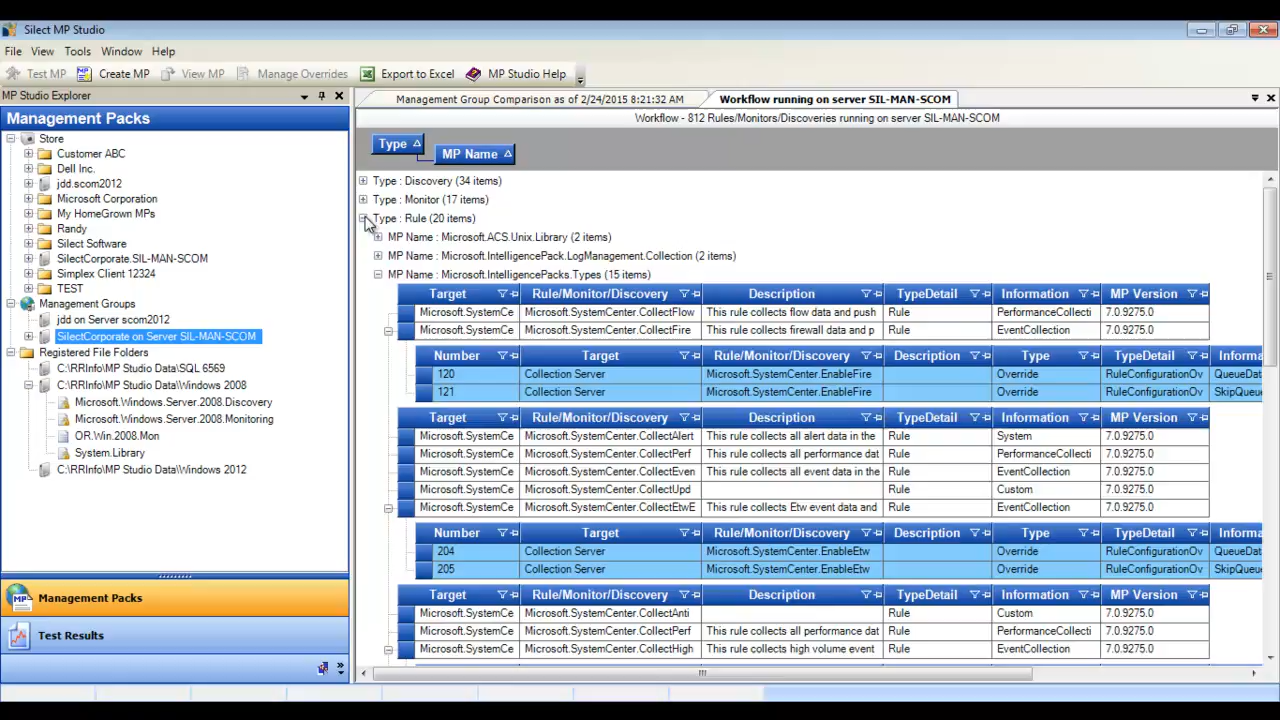 Silect MP Studio
File View Tools Window Help
Test MP Create MP View MP Manage Overrides Export to Excel MP Studio Help
MP Studio Explorer
Management Packs
Store
Customer ABC
Dell Inc.
jdd.scom2012
Microsoft Corporation
My HomeGrown MPs
Randy
Silect Software
SilectCorporate.SIL-MAN-SCOM
Simplex Client 12324
TEST
Management Groups
jdd on Server scom2012
SilectCorporate on Server SIL-MAN-SCOM
Registered File Folders
C:\RRInfo\MP Studio Data\SQL 6569
C:\RRInfo\MP Studio Data\Windows 2008
Microsoft.Windows.Server.2008.Discovery
Microsoft.Windows.Server.2008.Monitoring
OR.Win.2008.Mon
System.Library
C:\RRInfo\MP Studio Data\Windows 2012
Management Packs
Test Results
Management Group Comparison as of 2/24/2015 8:21:32 AM Workflow running on server SIL-MAN-SCOM
Workflow - 812 Rules/Monitors/Discoveries running on server SIL-MAN-SCOM
Type
MP Name
Type : Discovery (34 items)
Type : Monitor (17 items)
Type : Rule (20 items)
MP Name : Microsoft.ACS.Unix.Library (2 items)
MP Name : Microsoft.IntelligencePack.LogManagement.Collection (2 items)
MP Name : Microsoft.IntelligencePacks.Types (15 items)
Target Rule/Monitor/Discovery Description TypeDetail Information MP Version
Microsoft.SystemCe Microsoft.SystemCenter.CollectFlow This rule collects flow data and push Rule PerformanceCollecti 7.0.9275.0
Microsoft.SystemCe Microsoft.SystemCenter.CollectFire This rule collects firewall data and p Rule EventCollection 7.0.9275.0
Number Target Rule/Monitor/Discovery Description Type TypeDetail Informa
120 Collection Server Microsoft.SystemCenter.EnableFire Override RuleConfigurationOv QueueDat
121 Collection Server Microsoft.SystemCenter.EnableFire Override RuleConfigurationOv SkipQueu
Target Rule/Monitor/Discovery Description TypeDetail Information MP Version
Microsoft.SystemCe Microsoft.SystemCenter.CollectAlert This rule collects all alert data in the Rule System 7.0.9275.0
Microsoft.SystemCe Microsoft.SystemCenter.CollectPerf This rule collects all performance dat Rule PerformanceCollecti 7.0.9275.0
Microsoft.SystemCe Microsoft.SystemCenter.CollectEven This rule collects all event data in the Rule EventCollection 7.0.9275.0
Microsoft.SystemCe Microsoft.SystemCenter.CollectUpd Rule Custom 7.0.9275.0
Microsoft.SystemCe Microsoft.SystemCenter.CollectEtwE This rule collects Etw event data and Rule EventCollection 7.0.9275.0
Number Target Rule/Monitor/Discovery Description Type TypeDetail Informa
204 Collection Server Microsoft.SystemCenter.EnableEtw Override RuleConfigurationOv QueueDat
205 Collection Server Microsoft.SystemCenter.EnableEtw Override RuleConfigurationOv SkipQueu
Target Rule/Monitor/Discovery Description TypeDetail Information MP Version
Microsoft.SystemCe Microsoft.SystemCenter.CollectAnti Rule Custom 7.0.9275.0
Microsoft.SystemCe Microsoft.SystemCenter.CollectPerf This rule collects all performance dat Rule PerformanceCollecti 7.0.9275.0
Microsoft.SystemCe Microsoft.SystemCenter.CollectHigh This rule collects high volume event Rule EventCollection 7.0.9275.0